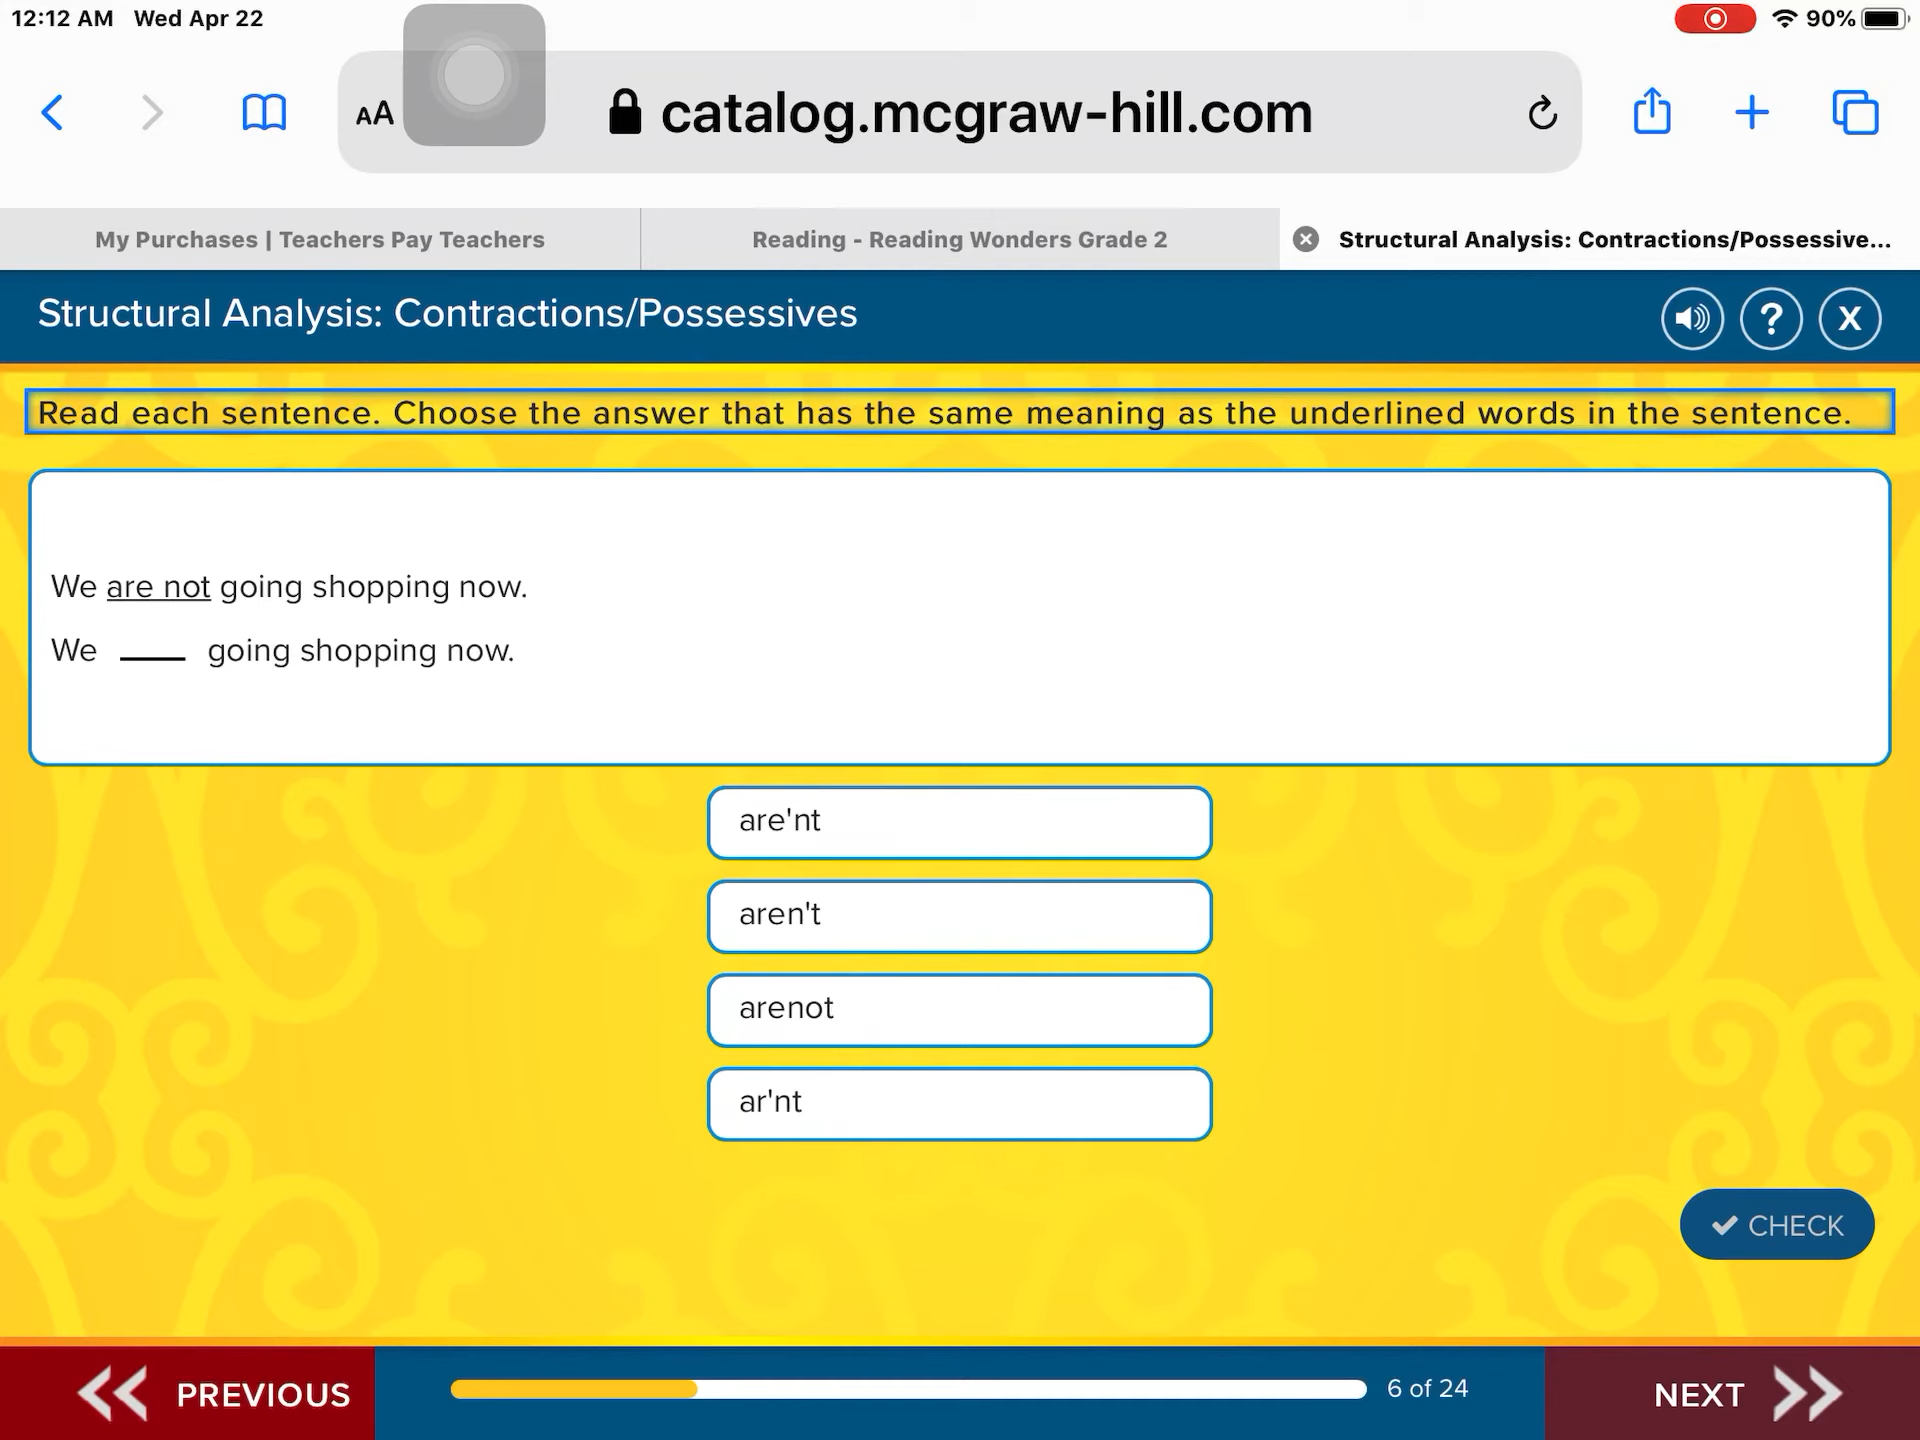 12:12 AM Wed Apr 22
90%
AA
catalog.mcgraw-hill.com
My Purchases | Teachers Pay Teachers
Reading - Reading Wonders Grade 2
Structural Analysis: Contractions/Possessive...
Structural Analysis: Contractions/Possessives
? X
Read each sentence. Choose the answer that has the same meaning as the underlined words in the sentence.
We are not going shopping now.
We ____ going shopping now.
are'nt
aren't
arenot
ar'nt
CHECK
PREVIOUS
6 of 24
NEXT